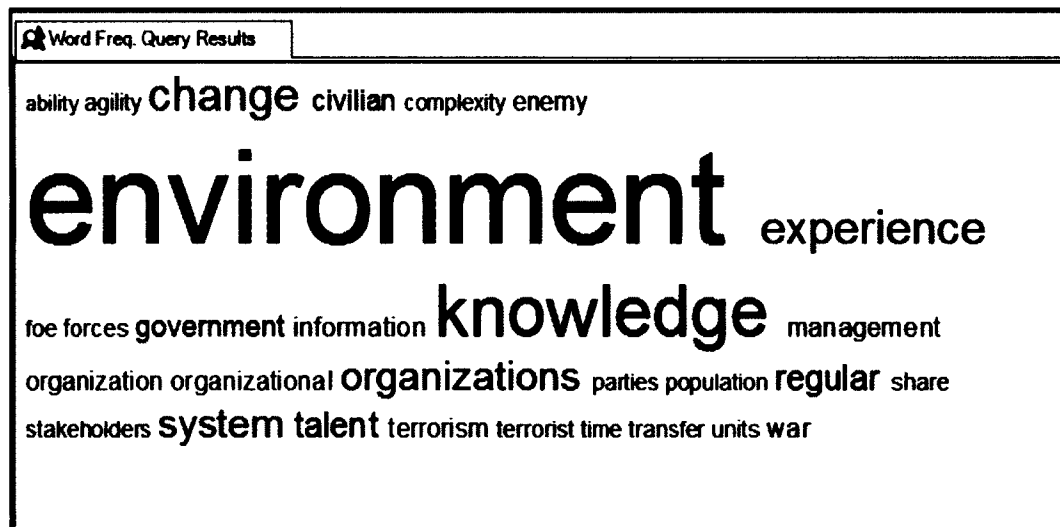 Word Freq. Query Results
ability agility change civilian complexity enemy
environment experience
foe forces government information knowledge management
organization organizational organizations parties population regular share
stakeholders system talent terrorism terrorist time transfer units war